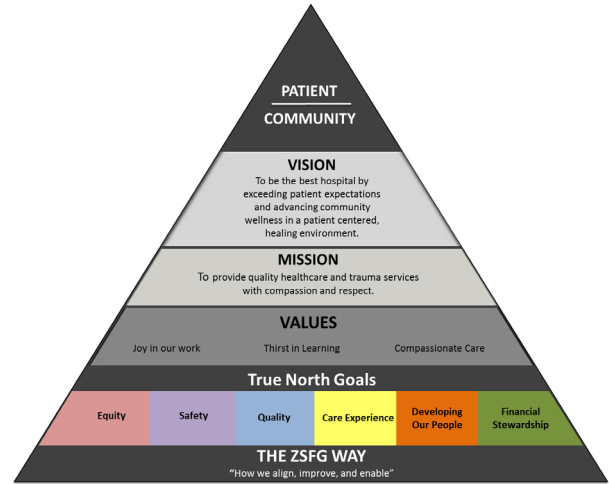 PATIENT
COMMUNITY
VISION
To be the best hospital by
exceeding patient expectations
and advancing community
wellness in a patient centered,
healing environment.
MISSION
To provide quality healthcare and trauma services
with compassion and respect.
VALUES
Joy in our work Thirst in Learning Compassionate Care
True North Goals
Equity Safety Quality Care Experience Developing Our People Financial Stewardship
THE ZSFG WAY
“How we align, improve, and enable”